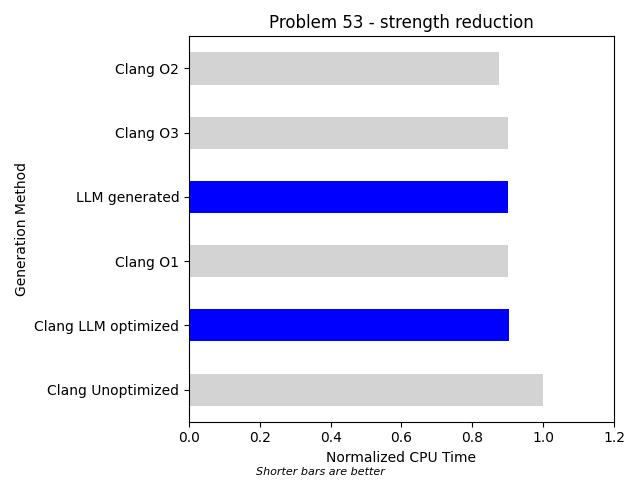 Problem 53 - strength reduction
Generation Method
Clang O2
Clang O3
LLM generated
Clang O1
Clang LLM optimized
Clang Unoptimized
0.0 0.2 0.4 0.6 0.8 1.0 1.2
Normalized CPU Time
Shorter bars are better